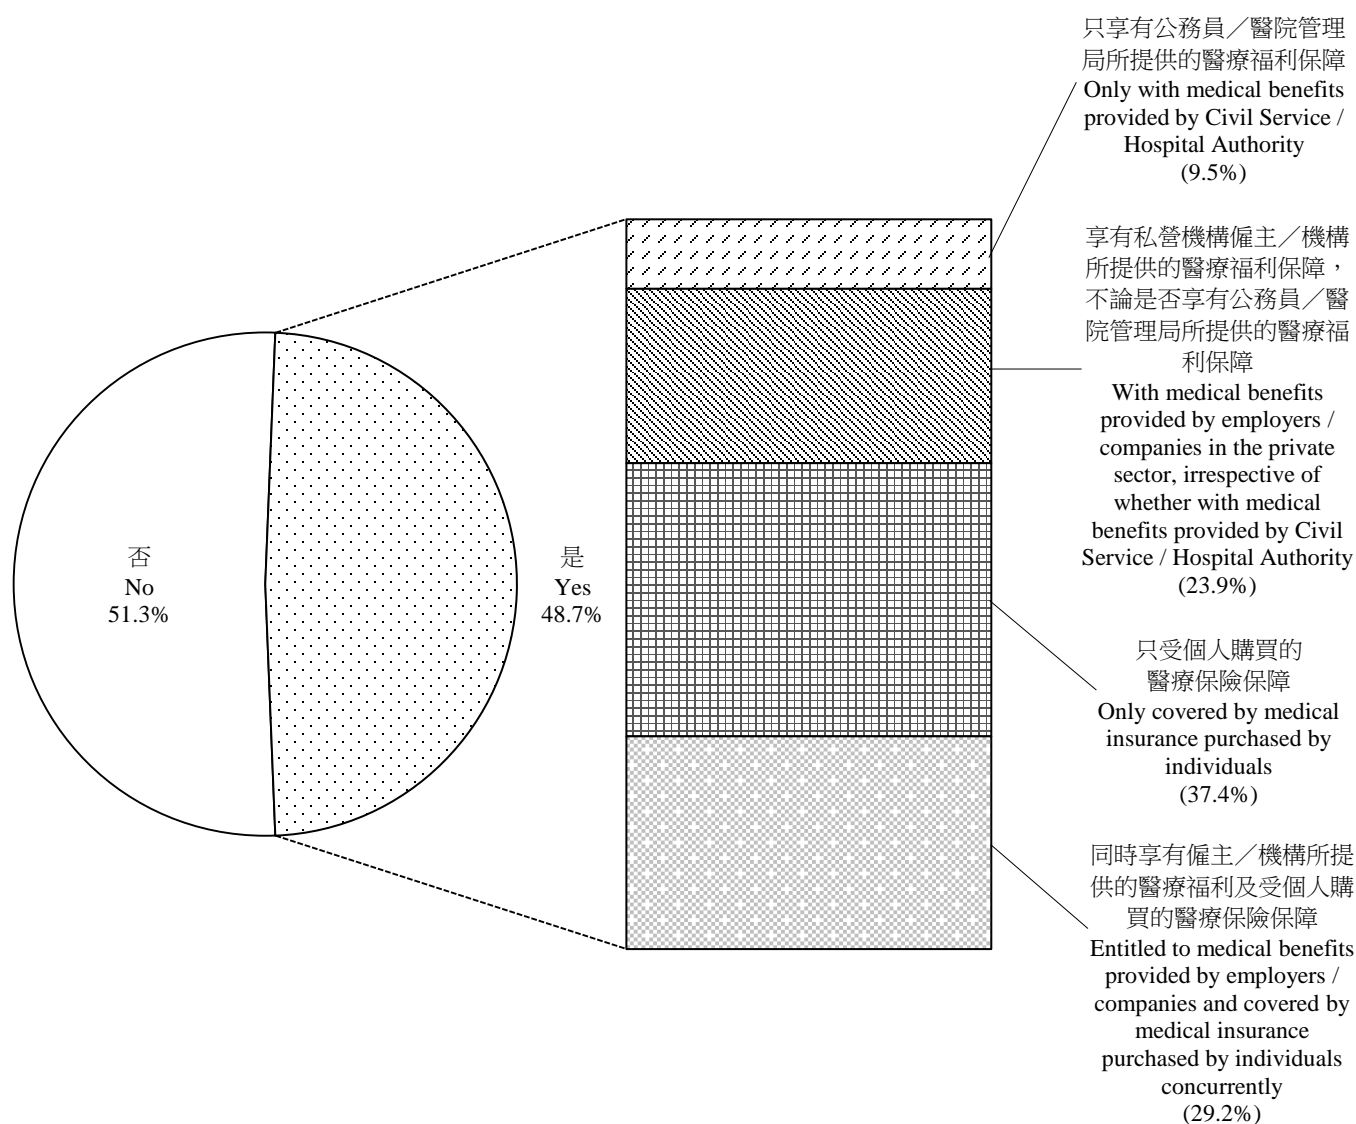 只享有公務員／醫院管理
局所提供的醫療福利保障
Only with medical benefits
provided by Civil Service /
Hospital Authority
(9.5%)
享有私營機構僱主／機構
所提供的醫療福利保障，
不論是否享有公務員／醫
院管理局所提供的醫療福
利保障
With medical benefits
provided by employers /
companies in the private
sector, irrespective of
whether with medical
benefits provided by Civil
Service / Hospital Authority
(23.9%)
否
No
51.3%
是
Yes
48.7%
只受個人購買的
醫療保險保障
Only covered by medical
insurance purchased by
individuals
(37.4%)
同時享有僱主／機構所提
供的醫療福利及受個人購
買的醫療保險保障
Entitled to medical benefits
provided by employers /
companies and covered by
medical insurance
purchased by individuals
concurrently
(29.2%)